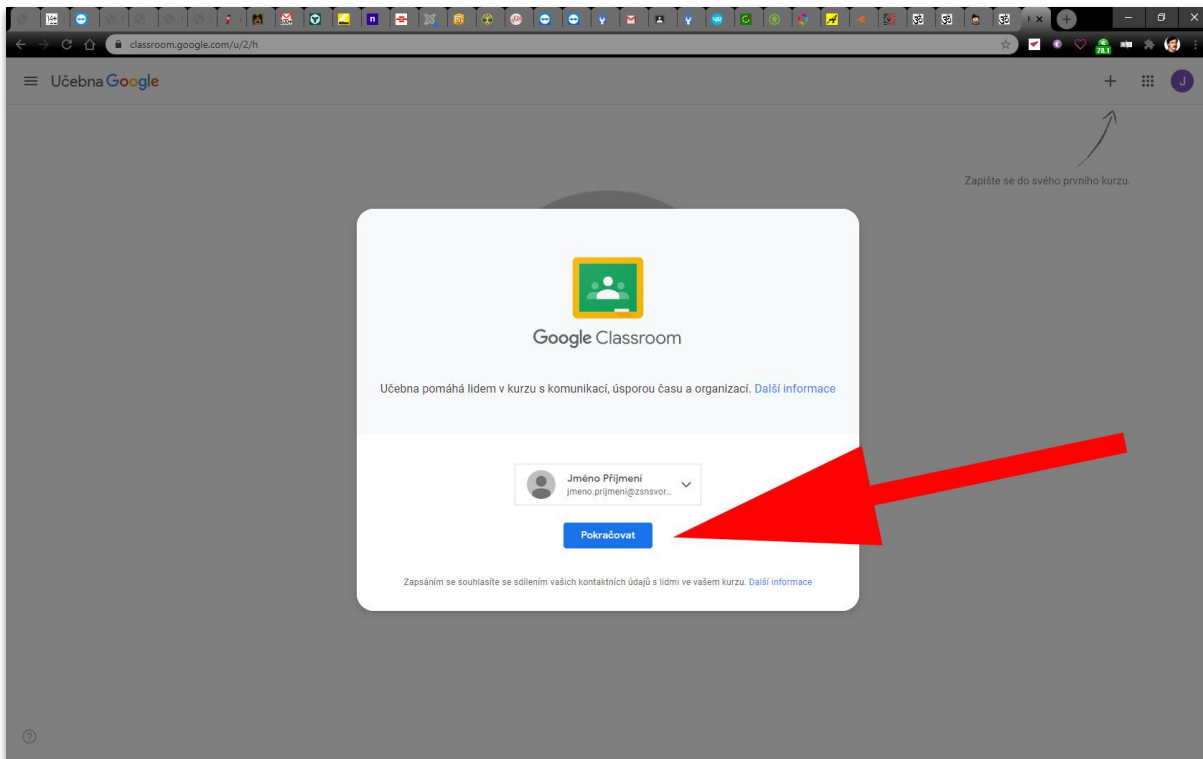 classroom.google.com/u/2/h
78.1
Učebna Google
J
Zapište se do svého prvního kurzu.
Google Classroom
Učebna pomáhá lidem v kurzu s komunikací, úsporou času a organizací. Další informace
Jméno Příjmení
jmeno.prijmeni@zsnsvor...
Pokračovat
Zapsáním se souhlasíte se sdílením vašich kontaktních údajů s lidmi ve vašem kurzu. Další informace